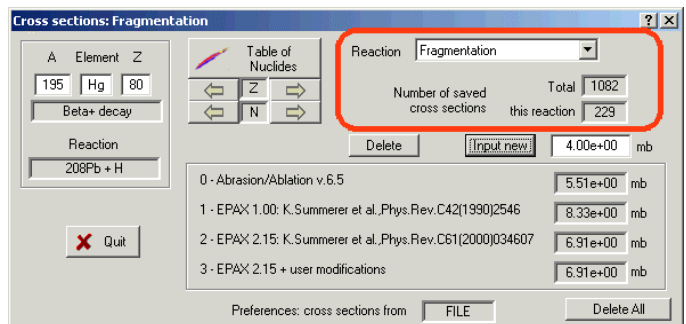 Cross sections: Fragmentation
? X
A Element Z
195 Hg 80
Beta+ decay
Reaction
208Pb + H
Quit
Table of
Nuclides
Z
N
Reaction Fragmentation
Number of saved
cross sections
Total 1082
this reaction 229
Delete Input new 4.00e+00 mb
0 - Abrasion/Ablation v.6.5 5.51e+00 mb
1 - EPAX 1.00: K.Summerer et al.,Phys.Rev.C42(1990)2546 8.33e+00 mb
2 - EPAX 2.15: K.Summerer et al.,Phys.Rev.C61(2000)034607 6.91e+00 mb
3 - EPAX 2.15 + user modifications 6.91e+00 mb
Preferences: cross sections from FILE Delete All